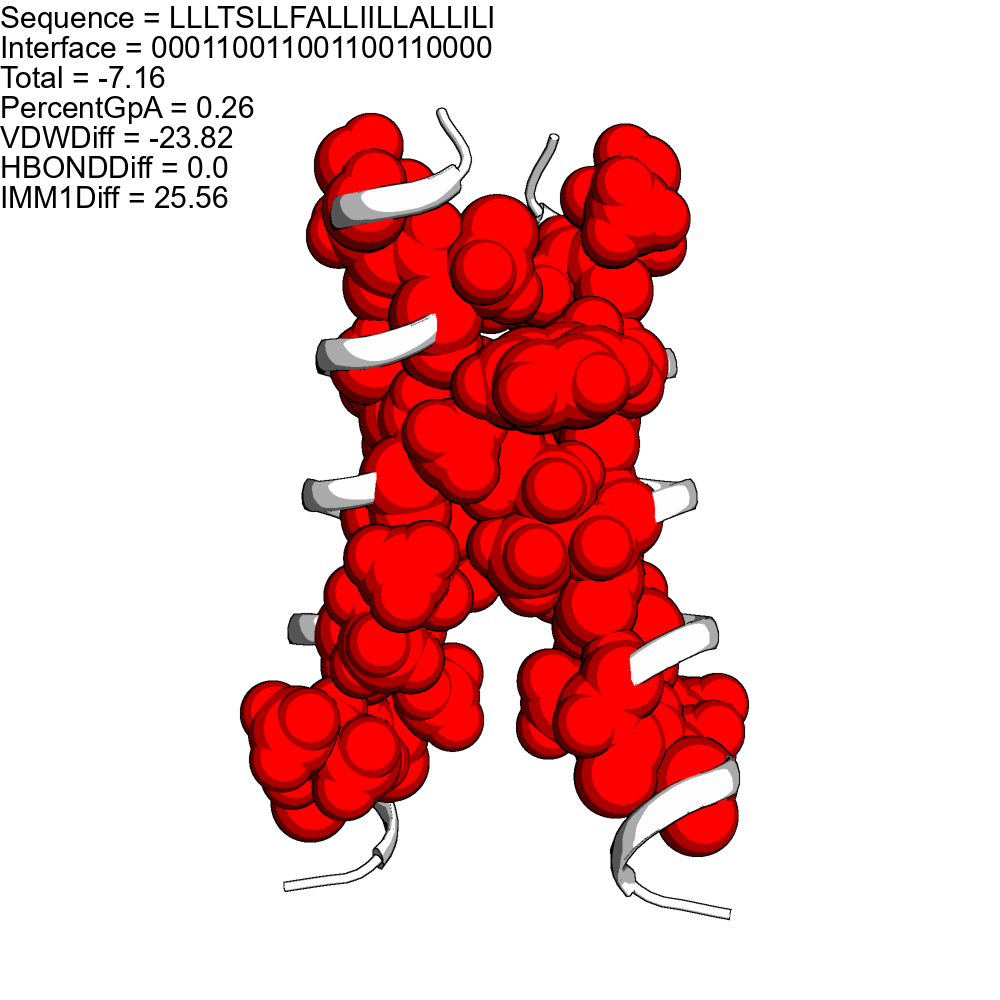 Sequence = LLLTSLLFALLIILLALLILI
Interface = 000110011001100110000
Total = -7.16
PercentGpA = 0.26
VDWDiff = -23.82
HBONDDiff = 0.0
IMM1Diff = 25.56